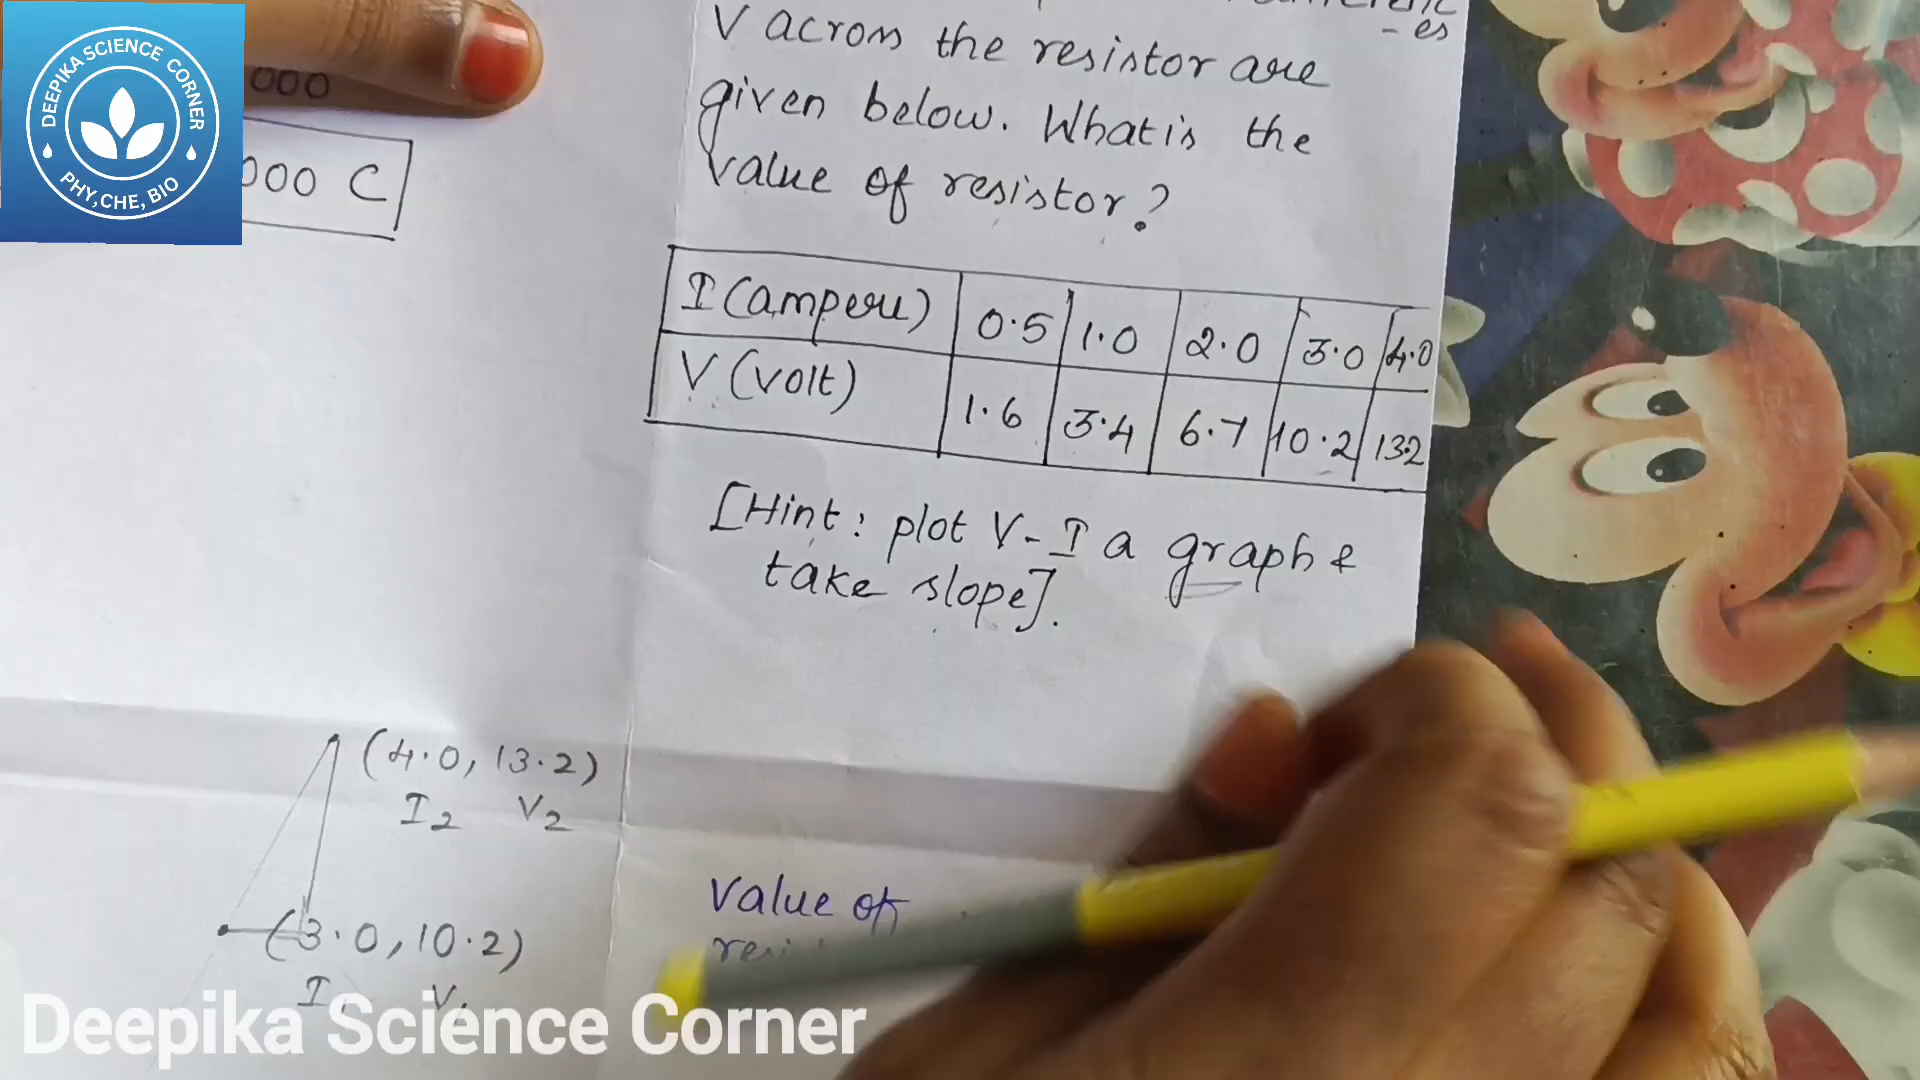 DEEPIKA SCIENCE CORNER
PHY,CHE, BIO
000
000 C
- es
V across the resistor are
given below. What is the
value of resistor?
I (ampere) 0.5 1.0 2.0 3.0 4.0
V (volt) 1.6 3.4 6.7 10.2 13.2
[Hint: plot V-I a graph &
take slope].
(4.0, 13.2)
I2 V2
(3.0, 10.2)
Value of
Deepika Science Corner